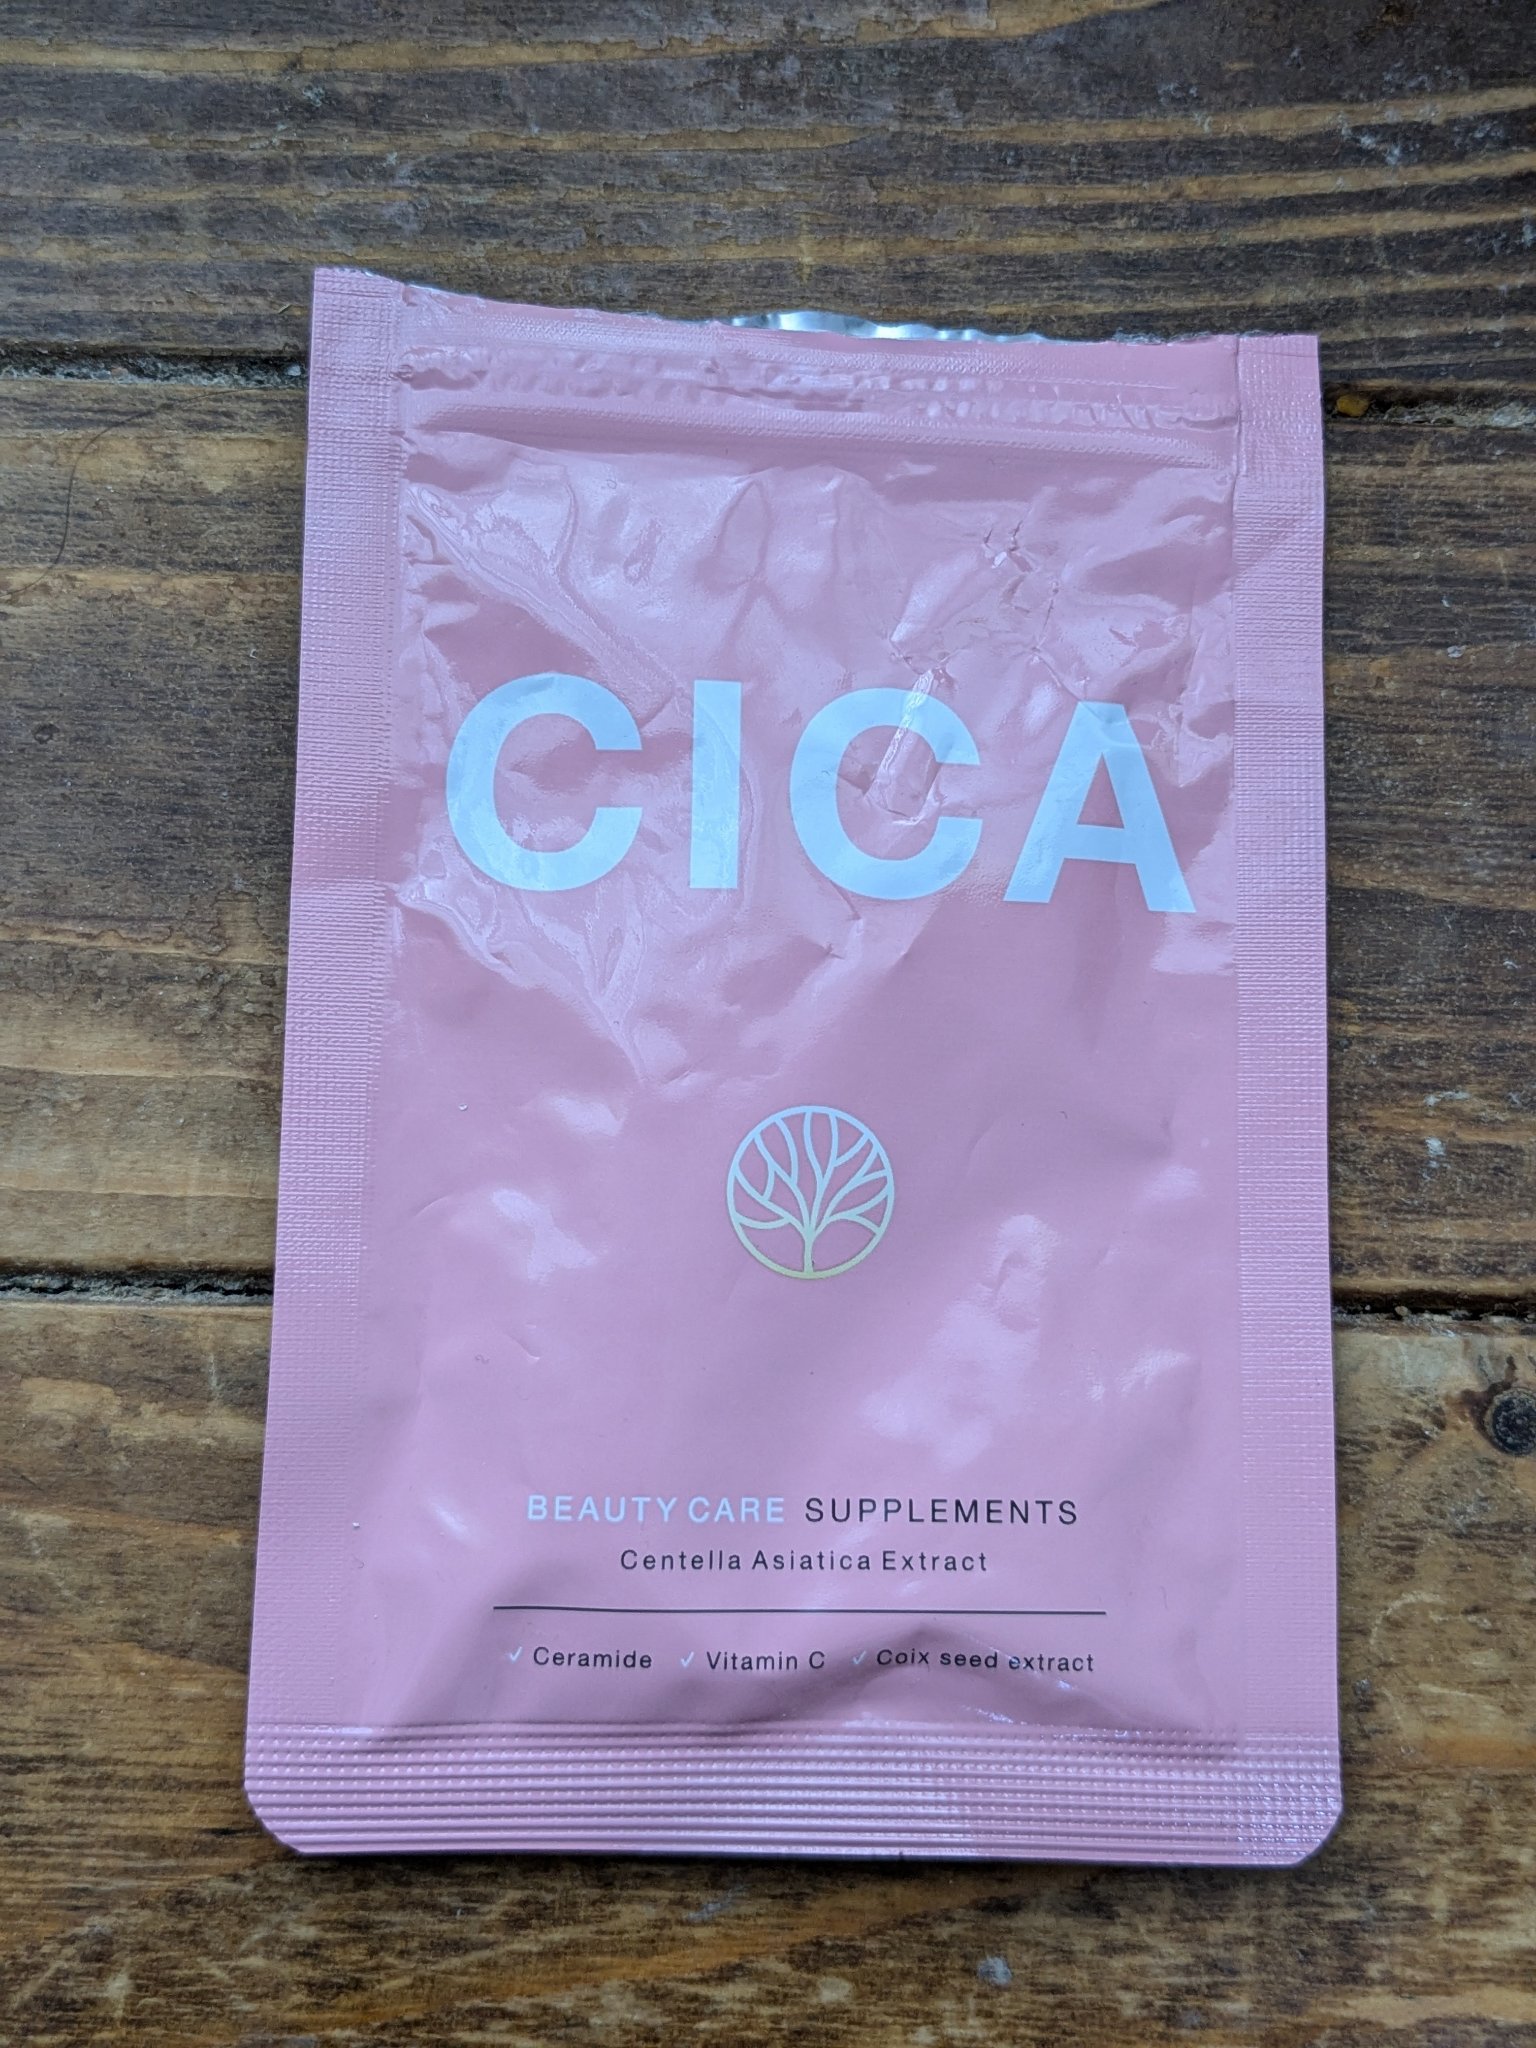 CICA
BEAUTY CARE SUPPLEMENTS
Centella Asiatica Extract
✓ Ceramide ✓ Vitamin C ✓ Coix seed extract